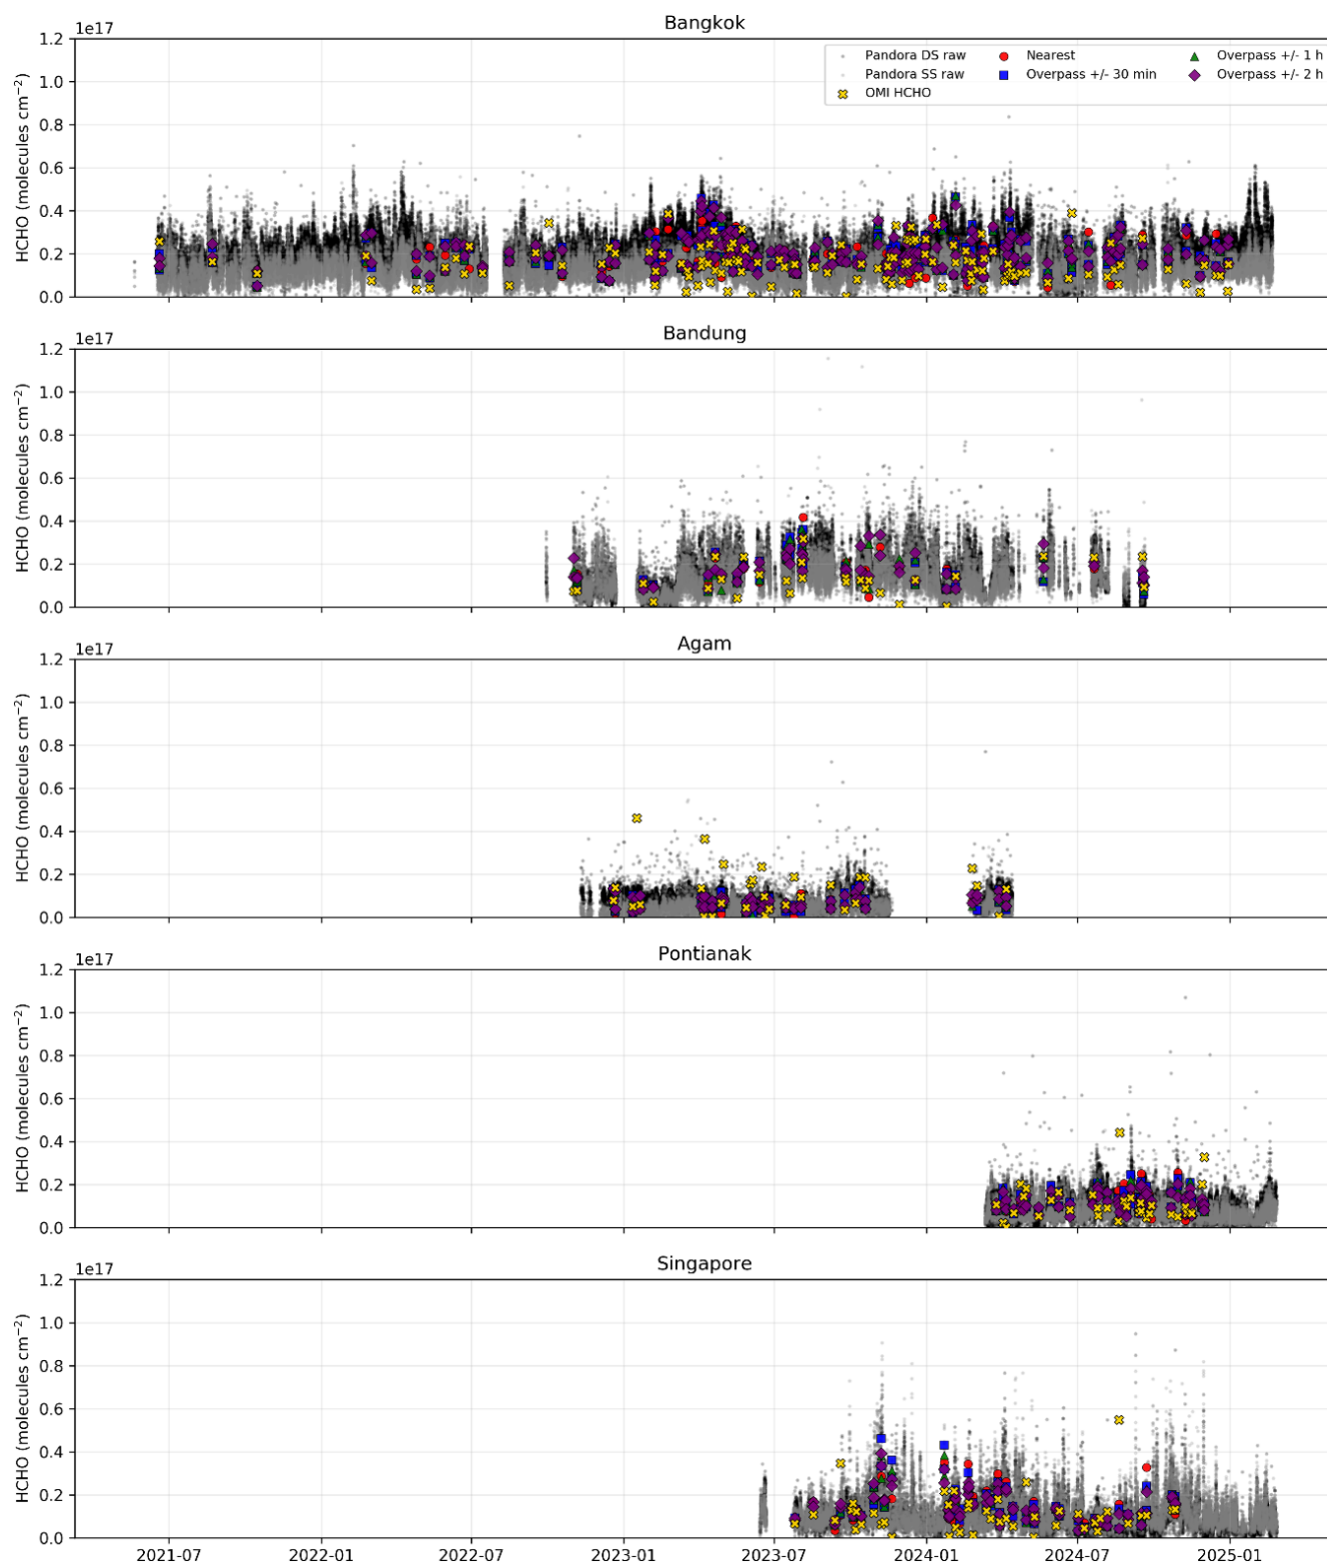 Bangkok
1e17
1.2
1.0
0.8
0.6
0.4
0.2
0.0
HCHO (molecules cm⁻²)
Pandora DS raw
Pandora SS raw
OMI HCHO
Nearest
Overpass +/- 30 min
Overpass +/- 1 h
Overpass +/- 2 h
Bandung
1e17
1.2
1.0
0.8
0.6
0.4
0.2
0.0
HCHO (molecules cm⁻²)
Agam
1e17
1.2
1.0
0.8
0.6
0.4
0.2
0.0
HCHO (molecules cm⁻²)
Pontianak
1e17
1.2
1.0
0.8
0.6
0.4
0.2
0.0
HCHO (molecules cm⁻²)
Singapore
1e17
1.2
1.0
0.8
0.6
0.4
0.2
0.0
HCHO (molecules cm⁻²)
2021-07 2022-01 2022-07 2023-01 2023-07 2024-01 2024-07 2025-01